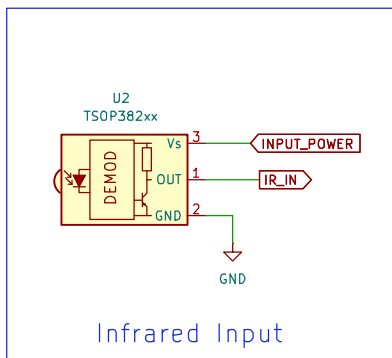 U2
TSOP382xx
3
Vs
INPUT_POWER
DEMOD
1
OUT
IR_IN
2
GND
GND
Infrared Input